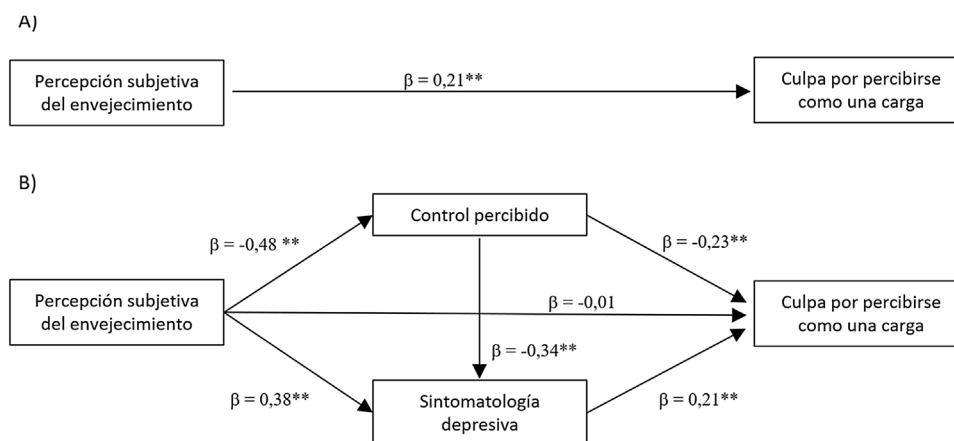 A)
Percepción subjetiva
del envejecimiento
β = 0,21**
Culpa por percibirse
como una carga
B)
Control percibido
β = -0,48 **
β = -0,23**
Percepción subjetiva
del envejecimiento
β = -0,01
Culpa por percibirse
como una carga
β = -0,34**
β = 0,38**
Sintomatología
depresiva
β = 0,21**